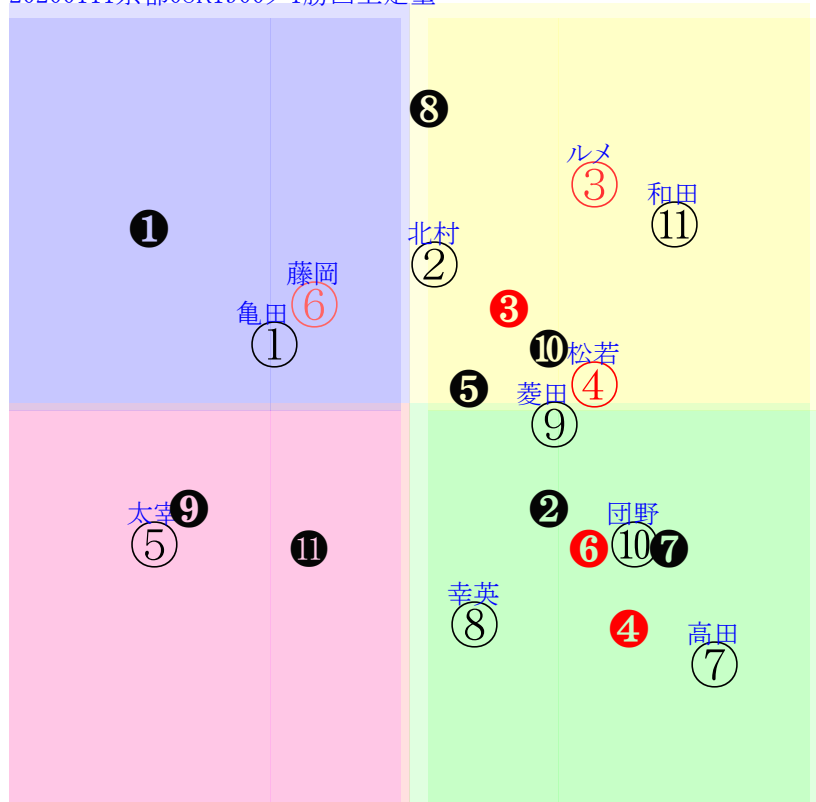 ❽
ルメ
③
和田
⑪
❶
北村
②
藤岡
⑥
亀田
①
❸
❿
松若
④
❺
菱田
⑨
太宰
❾
⑤
⓫
❷
団野
⑩
❻
❼
幸英
⑧
❹
高田
⑦